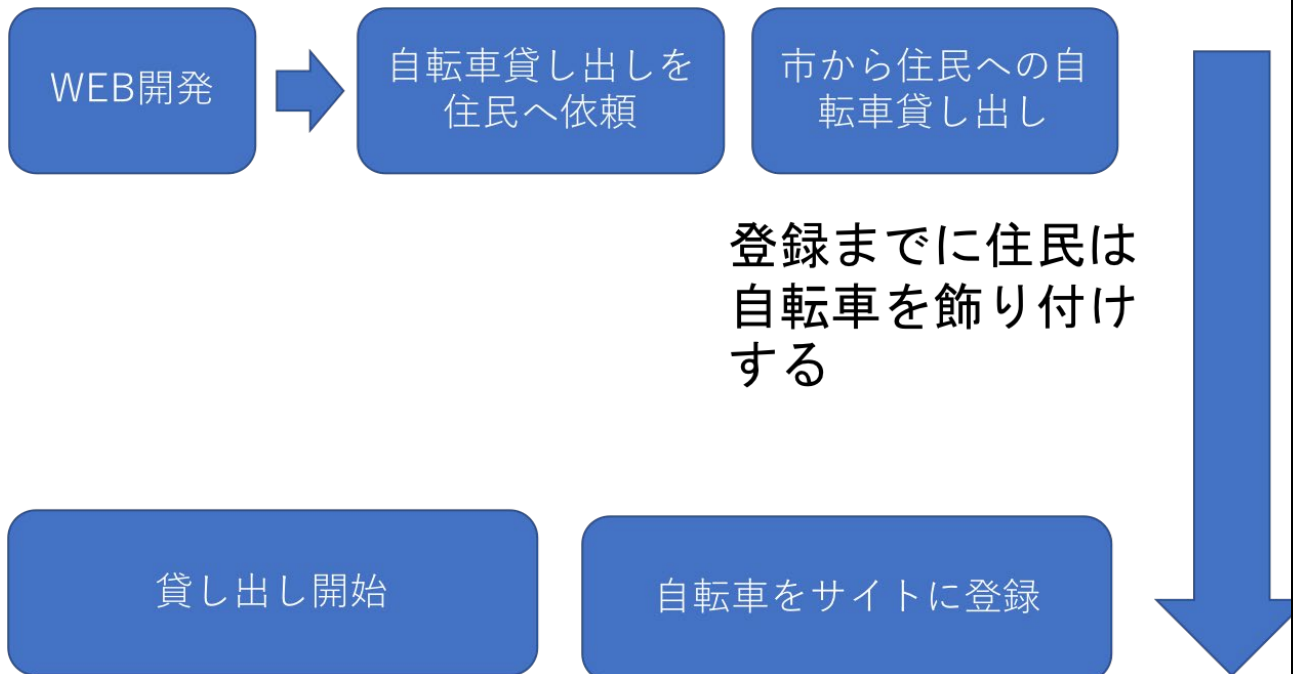 WEB開発
自転車貸し出しを
住民へ依頼
市から住民への自
転車貸し出し
登録までに住民は
自転車を飾り付け
する
貸し出し開始
自転車をサイトに登録